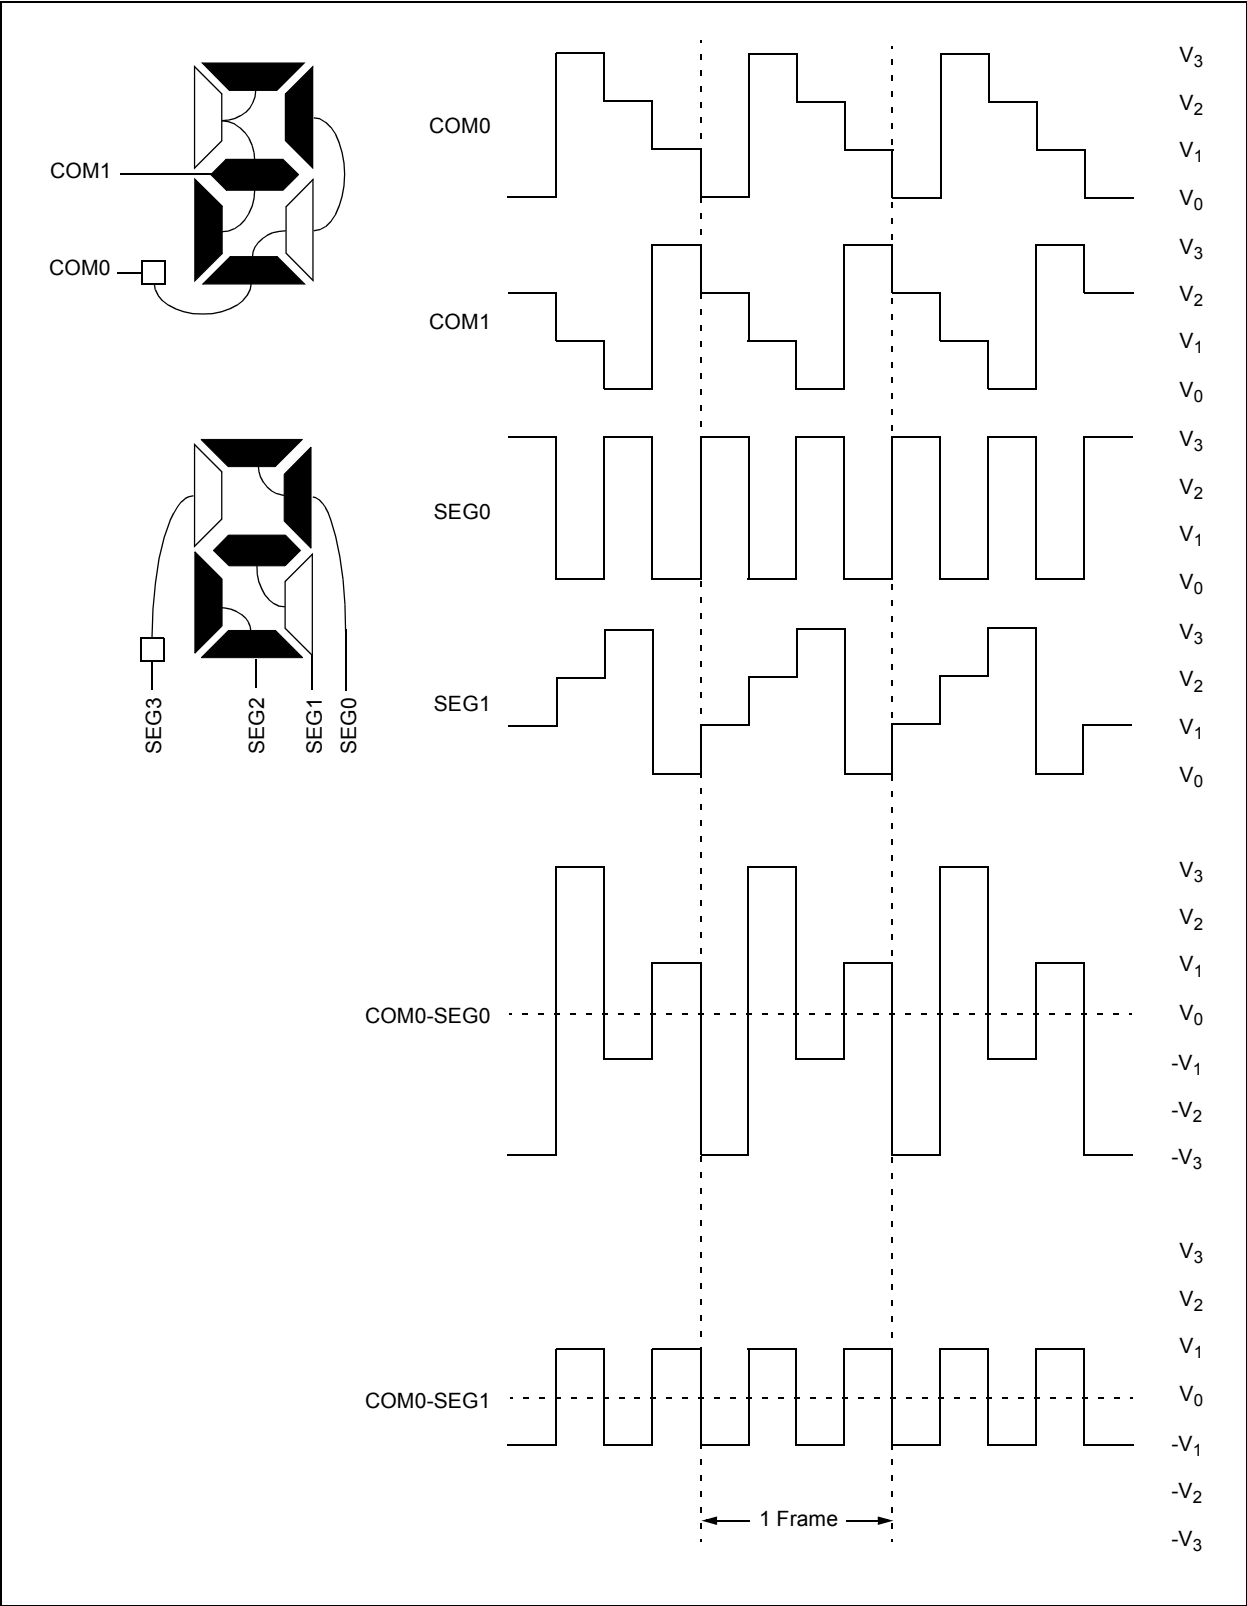 COM1
COM0
SEG3
SEG2
SEG1
SEG0
COM0
V3
V2
V1
V0
COM1
V3
V2
V1
V0
SEG0
V3
V2
V1
V0
SEG1
V3
V2
V1
V0
COM0-SEG0
V3
V2
V1
V0
-V1
-V2
-V3
COM0-SEG1
V3
V2
V1
V0
-V1
-V2
-V3
1 Frame